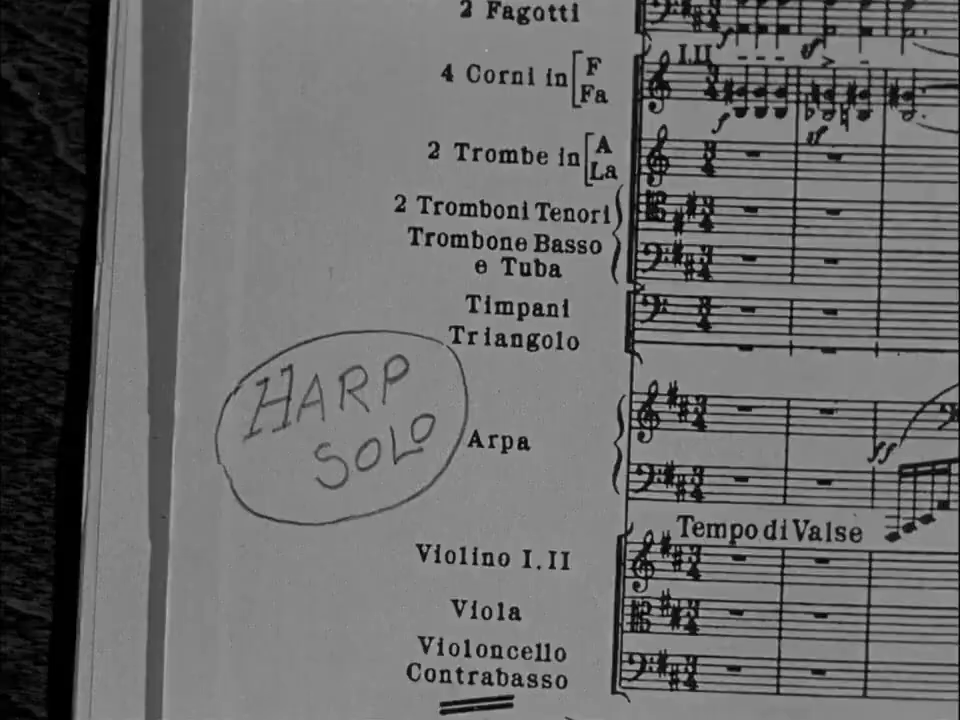 2 Fagotti
4 Corni in [F
Fa
I.II
2 Trombe in [A
La
2 Tromboni Tenori
Trombone Basso
e Tuba
Timpani
Triangolo
HARP
SOLO
Arpa
Tempo di Valse
Violino I. II
Viola
Violoncello
Contrabasso